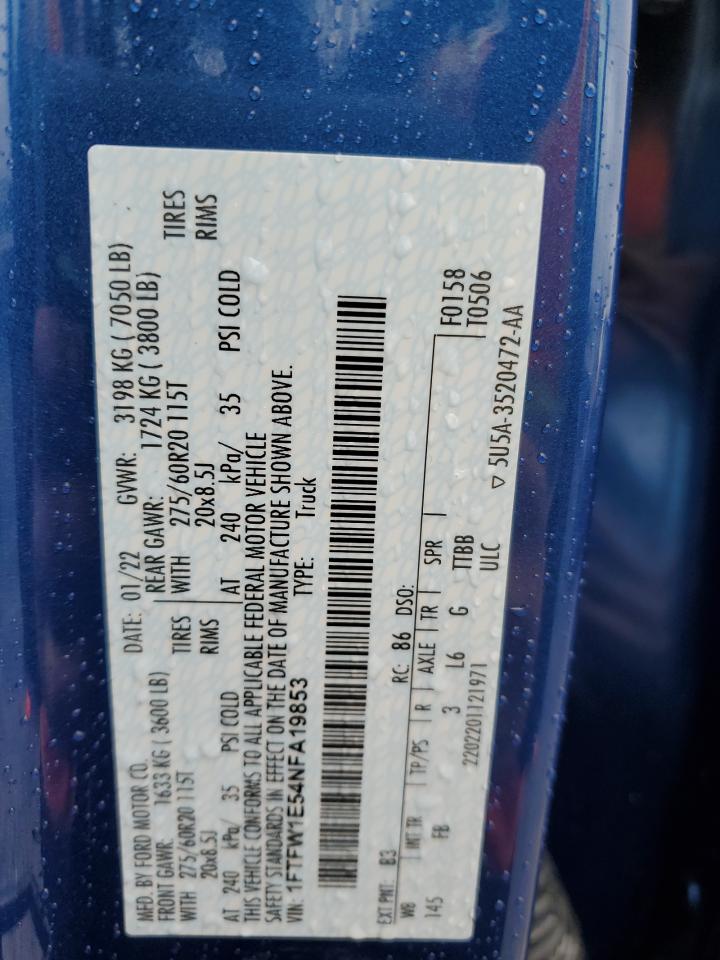 MFD. BY FORD MOTOR CO. DATE: 01/22 GVWR: 3198 KG ( 7050 LB)
FRONT GAWR: 1633 KG ( 3600 LB) REAR GAWR: 1724 KG ( 3800 LB)
WITH 275/60R20 115T TIRES WITH 275/60R20 115T TIRES
20x8.5J RIMS 20x8.5J RIMS
AT 240 kPa/ 35 PSI COLD AT 240 kPa/ 35 PSI COLD
THIS VEHICLE CONFORMS TO ALL APPLICABLE FEDERAL MOTOR VEHICLE
SAFETY STANDARDS IN EFFECT ON THE DATE OF MANUFACTURE SHOWN ABOVE.
VIN: 1FTFW1E54NFA19853 TYPE: Truck
EXT PNT: B3 RC: 86 DSO: F0158
WB INT TR TP/PS R AXLE TR SPR T0506
145 FB 3 L6 G TTBB
2202201121971 ULC ▽ 5U5A-3520472-AA